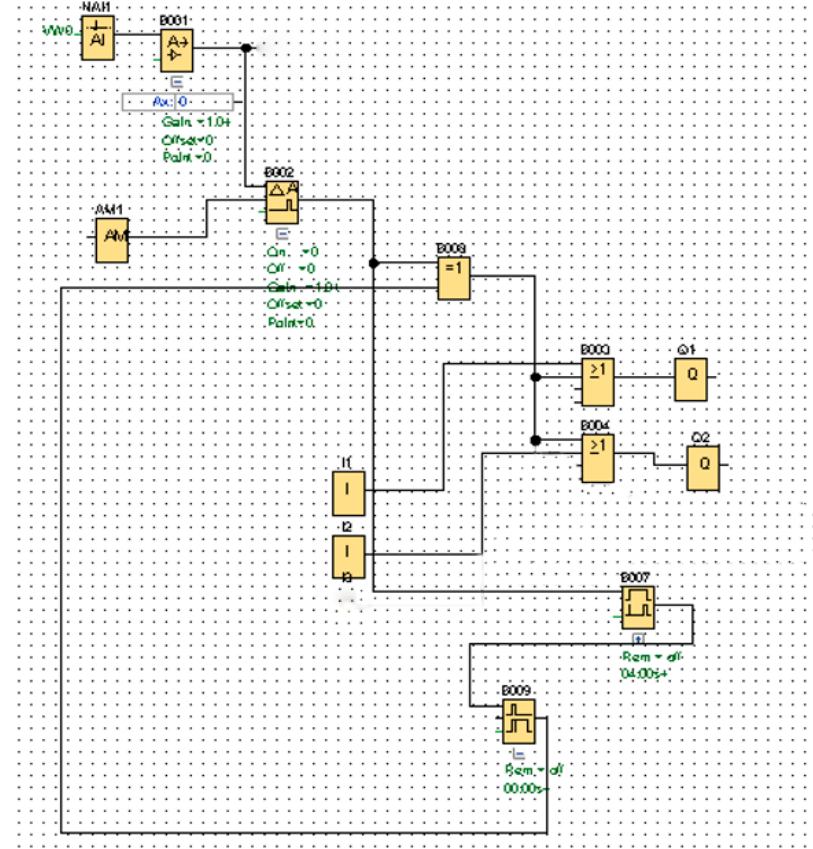 NAI1
VW0
AI
B001
A→
Ax: 0
Gain =1.0+
Offset=0
Point=0
B002
△A
AM1
AM
On =0
Off =0
Gain =1.0+
Offset=0
Point=0
B008
=1
B003
≥1
Q1
Q
B004
≥1
Q2
Q
I1
I
I2
I
I3
B007
Rem = off
04:00s+
B009
Rem = off
00:00s+